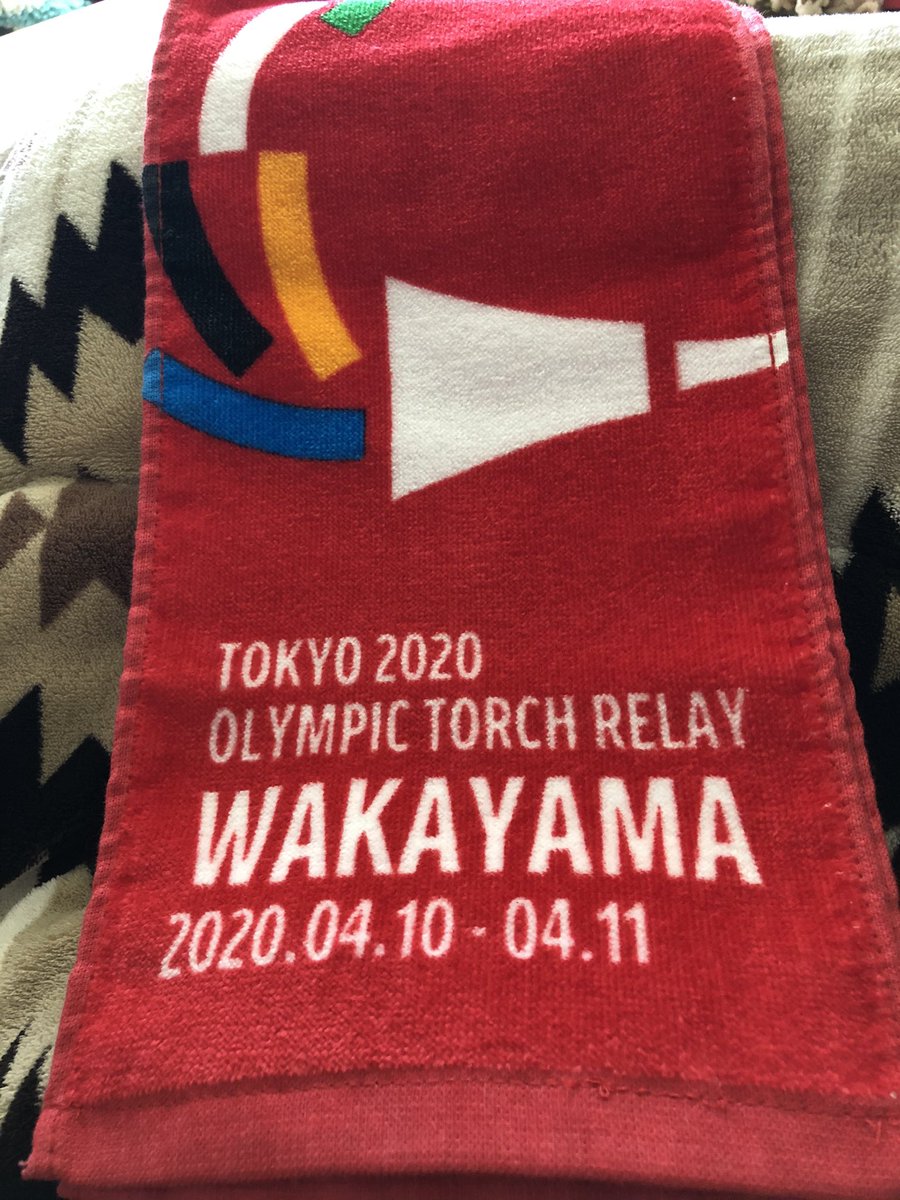 TOKYO 2020
OLYMPIC TORCH RELAY
WAKAYAMA
2020.04.10 - 04.11